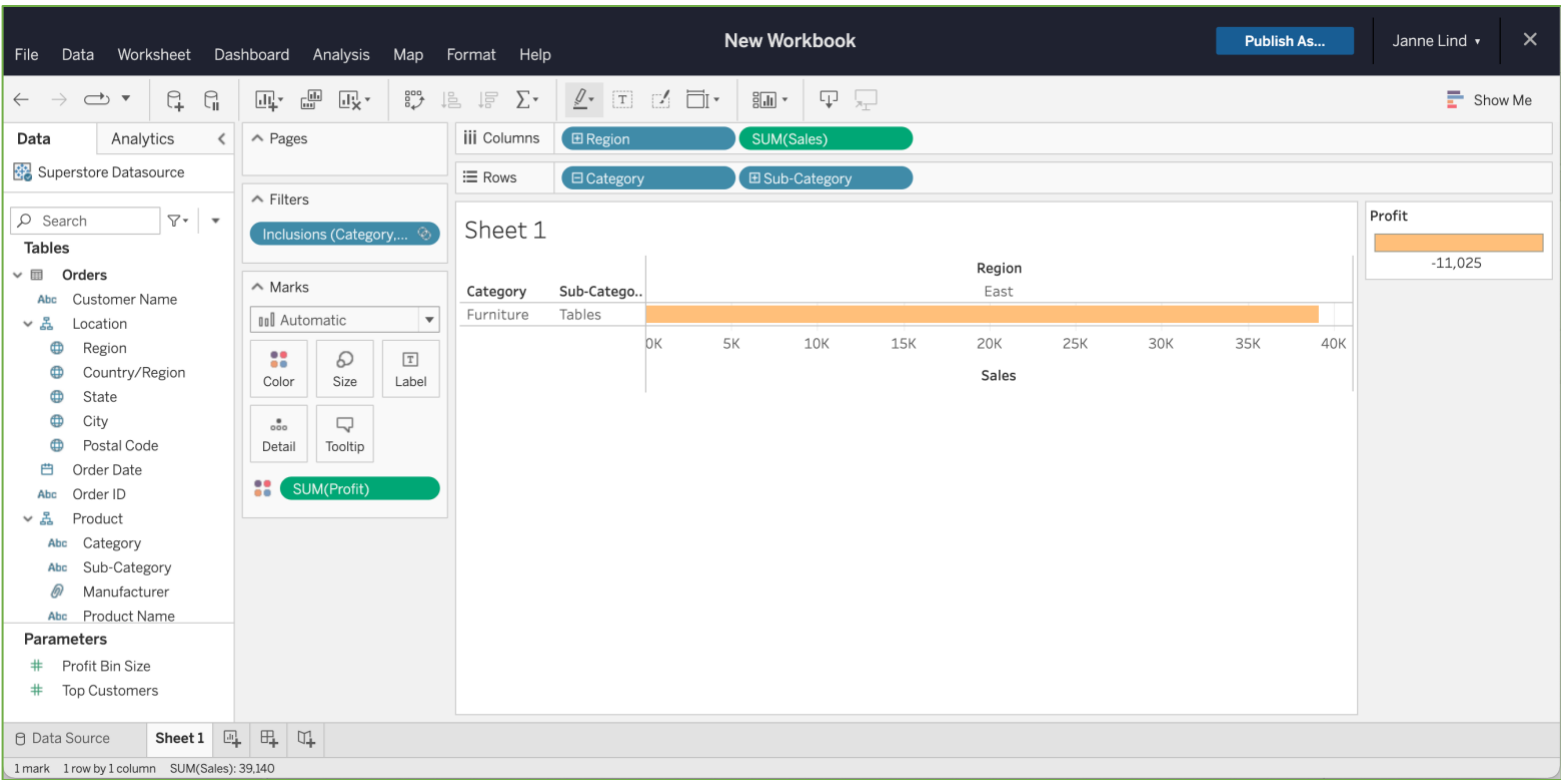 New Workbook
File Data Worksheet Dashboard Analysis Map Format Help
Publish As...
Janne Lind
Show Me
Data Analytics
Superstore Datasource
Search
Tables
Orders
Abc Customer Name
Location
Region
Country/Region
State
City
Postal Code
Order Date
Abc Order ID
Product
Abc Category
Abc Sub-Category
Manufacturer
Abc Product Name
Parameters
Profit Bin Size
Top Customers
Pages
Filters
Inclusions (Category,...
Marks
Automatic
Color Size Label
Detail Tooltip
SUM(Profit)
Columns Region SUM(Sales)
Rows Category Sub-Category
Sheet 1
Region
Category Sub-Catego.. East
Furniture Tables
0K 5K 10K 15K 20K 25K 30K 35K 40K
Sales
Profit
-11,025
Data Source Sheet 1
1 mark 1 row by 1 column SUM(Sales): 39,140